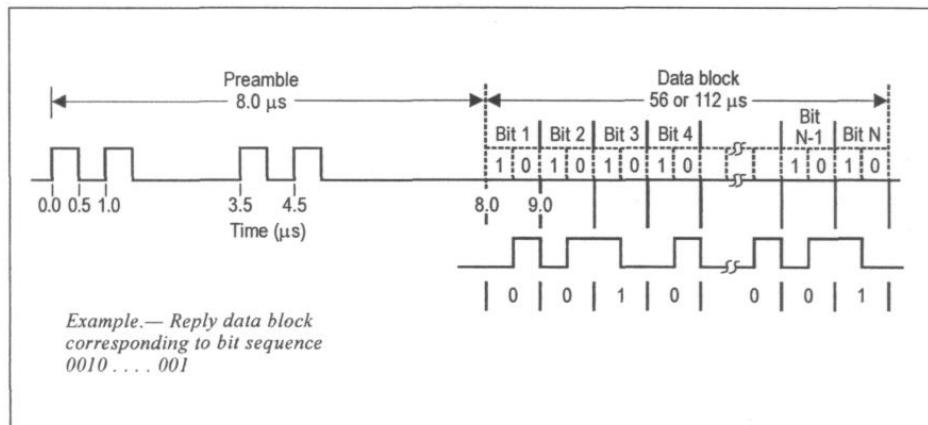 Preamble
8.0 µs
Data block
56 or 112 µs
Bit 1 Bit 2 Bit 3 Bit 4 Bit N-1 Bit N
1 0 1 0 1 0 1 0 1 0 1 0
0.0 0.5 1.0 3.5 4.5 8.0 9.0
Time (µs)
0 0 1 0 0 0 1
Example.— Reply data block
corresponding to bit sequence
0010 . . . . 001